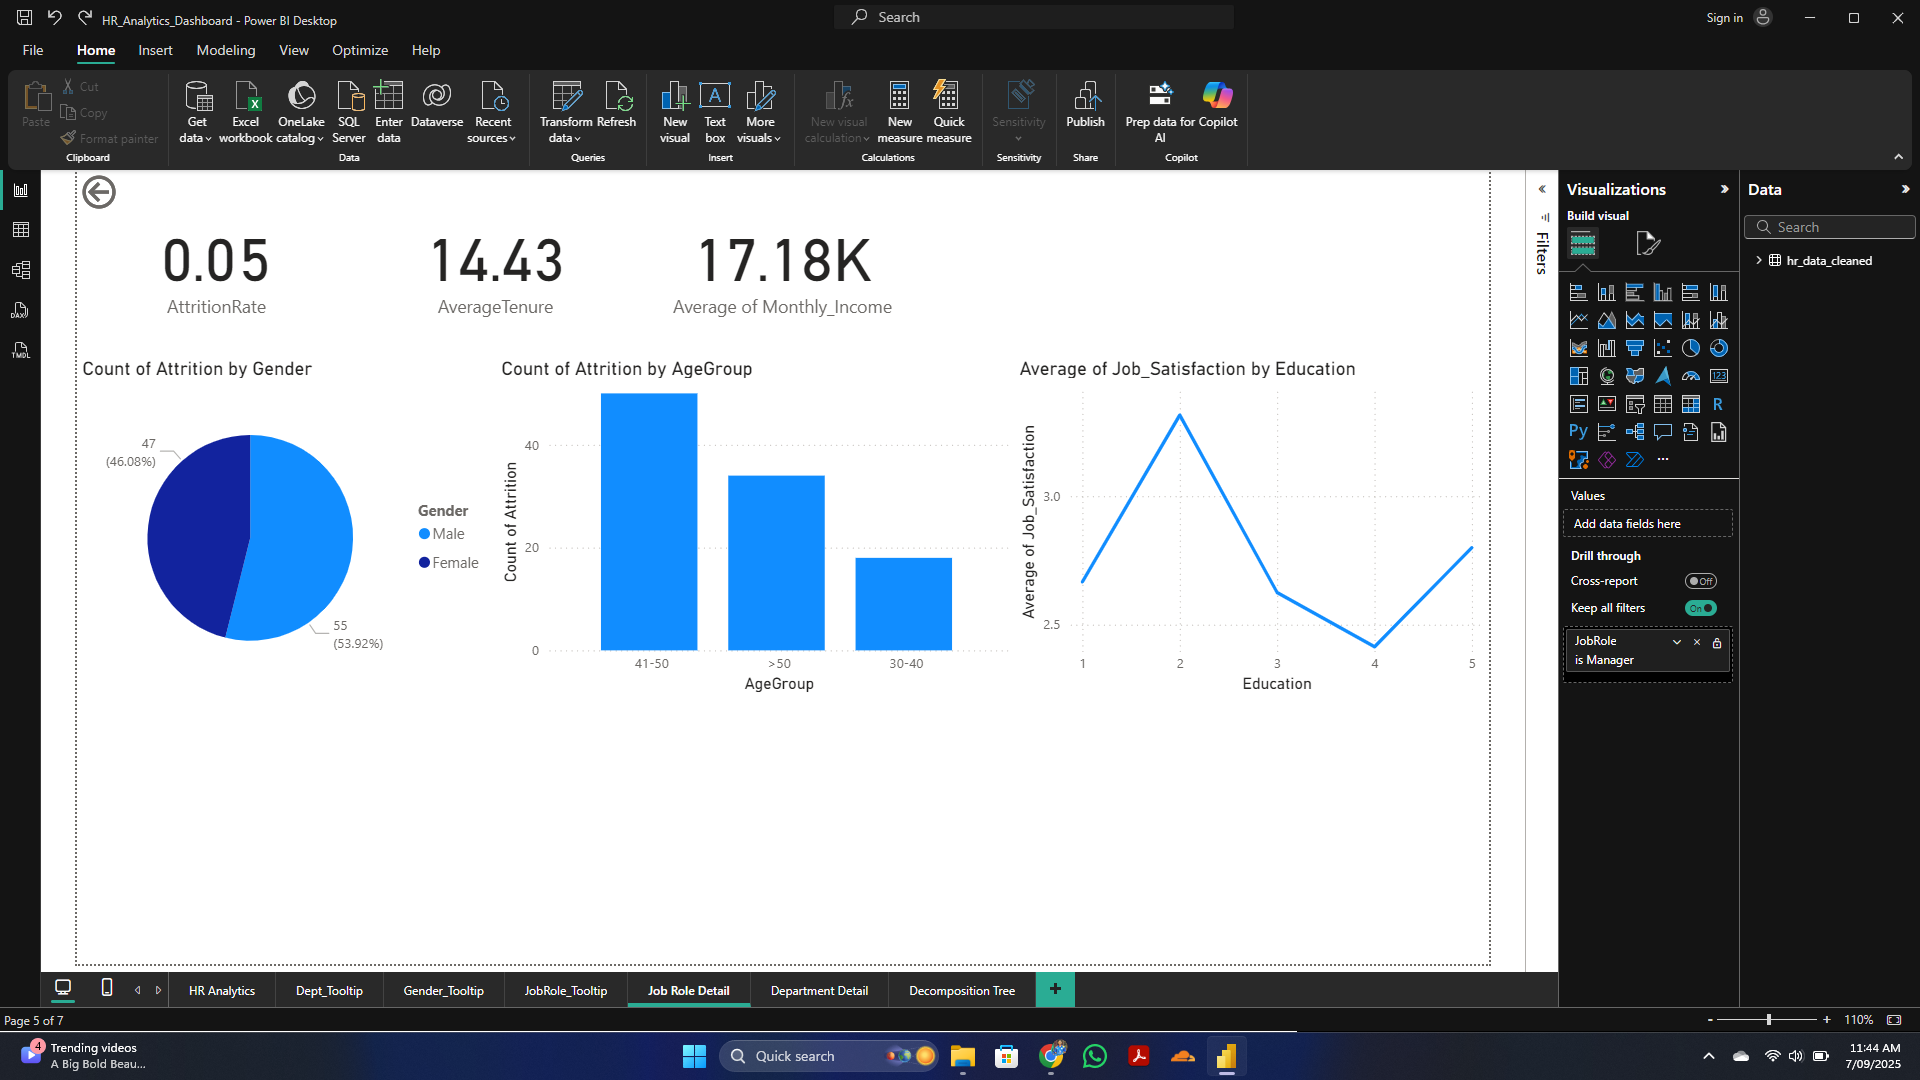 HR_Analytics_Dashboard - Power BI Desktop
Search
Sign in
File
Home
Insert
Modeling
View
Optimize
Help
Paste
Cut
Copy
Format painter
Clipboard
Get
data
Excel
workbook
OneLake
catalog
SQL
Server
Enter
data
Dataverse
Recent
sources
Data
Transform
data
Refresh
Queries
New
visual
Text
box
More
visuals
Insert
New visual
calculation
New
measure
Quick
measure
Calculations
Sensitivity
Sensitivity
Publish
Share
Prep data for
AI
Copilot
Copilot
DAX
TMDL
0.05
AttritionRate
14.43
AverageTenure
17.18K
Average of Monthly_Income
Count of Attrition by Gender
47
(46.08%)
55
(53.92%)
Gender
Male
Female
Count of Attrition by AgeGroup
Count of Attrition
40
20
0
41-50
>50
30-40
AgeGroup
Average of Job_Satisfaction by Education
Average of Job_Satisfaction
3.0
2.5
1
2
3
4
5
Education
Filters
Visualizations
Build visual
123
R
Py
Values
Add data fields here
Drill through
Cross-report
Off
Keep all filters
On
JobRole
is Manager
Data
Search
hr_data_cleaned
HR Analytics
Dept_Tooltip
Gender_Tooltip
JobRole_Tooltip
Job Role Detail
Department Detail
Decomposition Tree
+
Page 5 of 7
-
+
110%
4
Trending videos
A Big Bold Beau...
Quick search
11:44 AM
7/09/2025